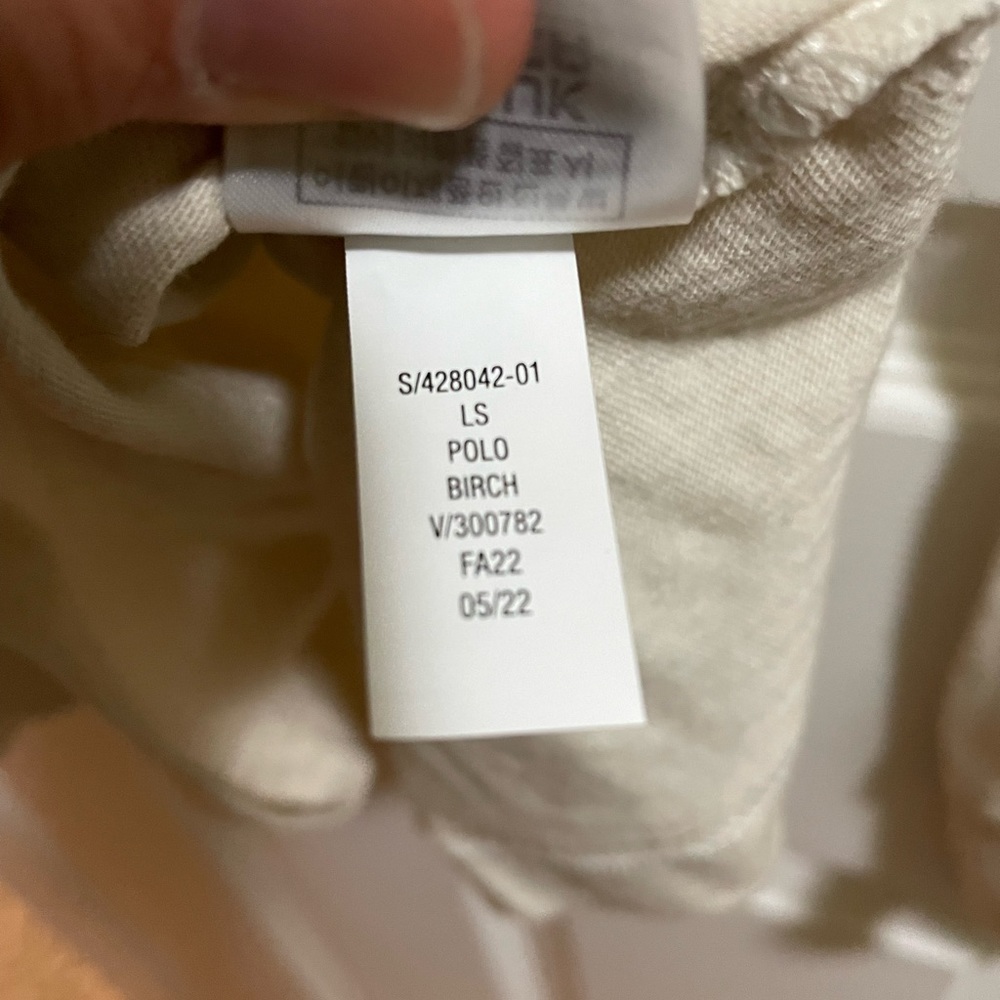 S/428042-01
LS
POLO
BIRCH
V/300782
FA22
05/22